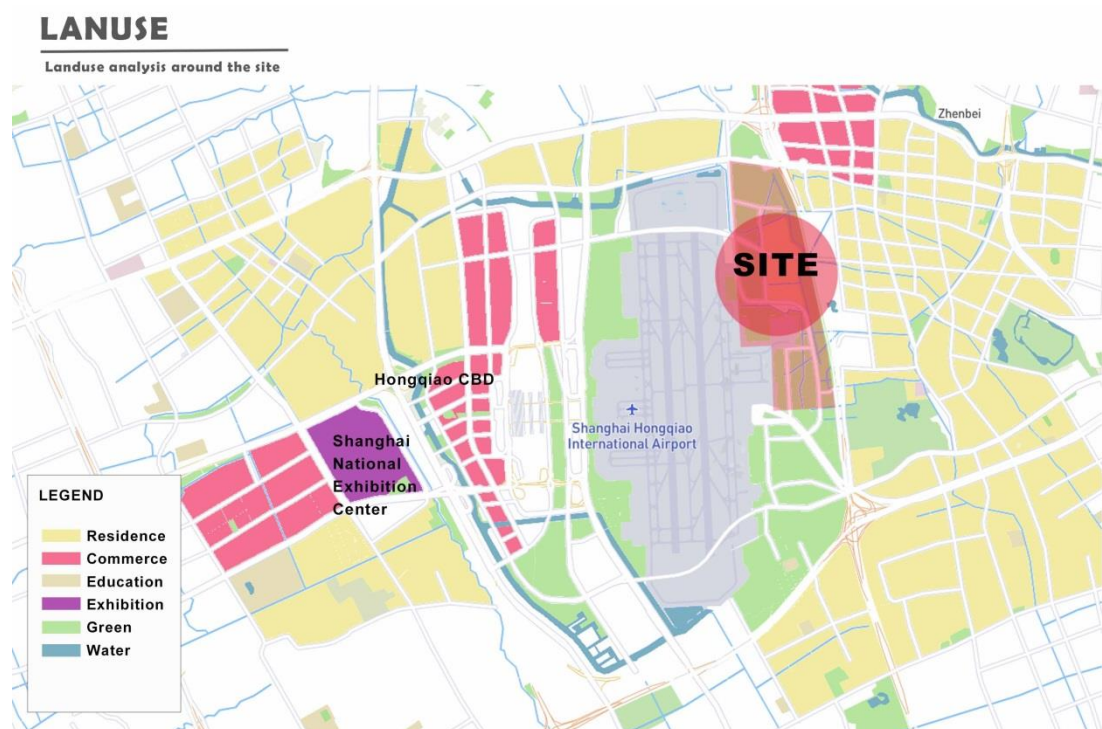 LANUSE
Landuse analysis around the site
Zhenbei
SITE
Hongqiao CBD
Shanghai Hongqiao
International Airport
Shanghai
National
Exhibition
Center
LEGEND
Residence
Commerce
Education
Exhibition
Green
Water